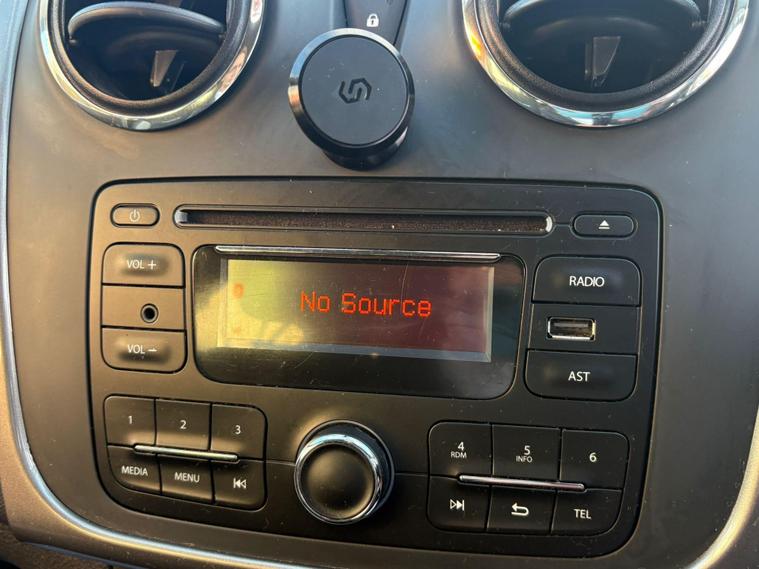 VOL +
No Source
RADIO
VOL −
AST
1
2
3
4
RDM
5
INFO
6
MEDIA
MENU
TEL